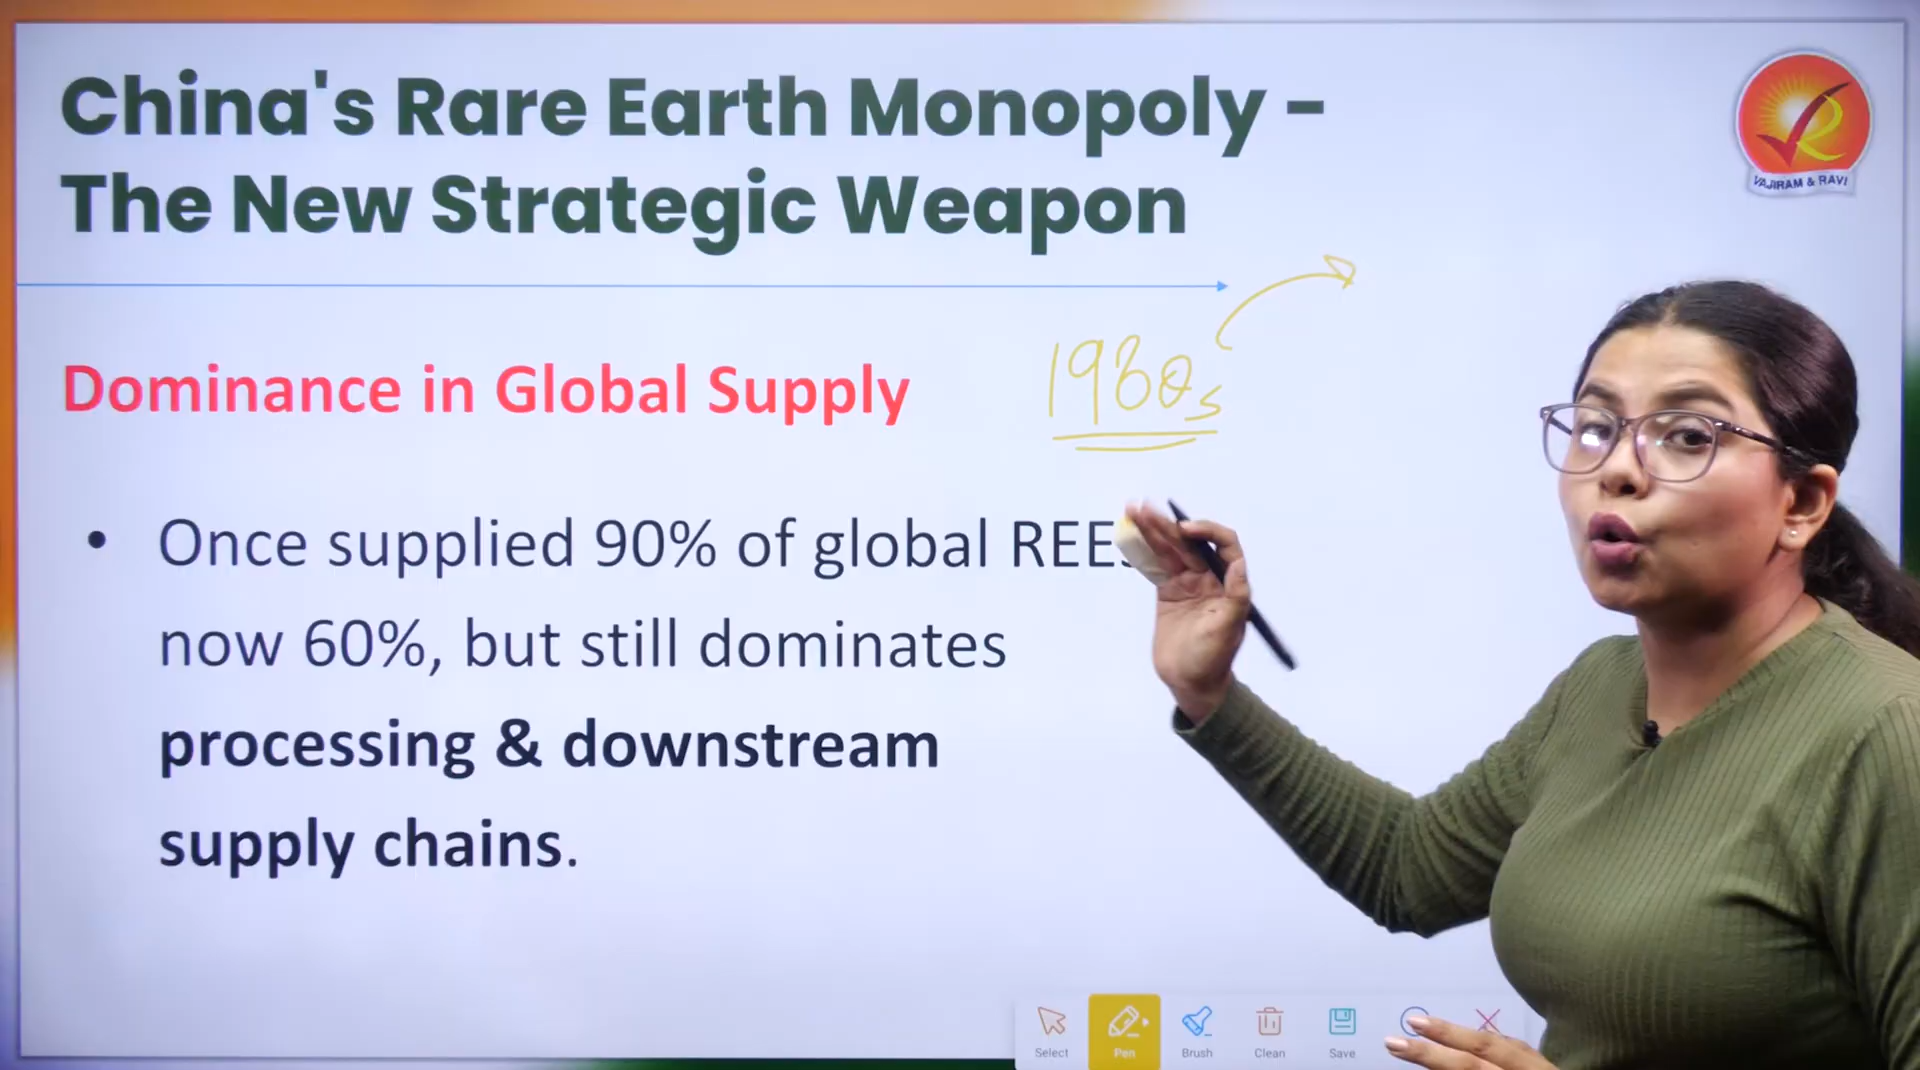 China's Rare Earth Monopoly -
The New Strategic Weapon
VAJIRAM & RAVI
1980s
Dominance in Global Supply
• Once supplied 90% of global REE
now 60%, but still dominates
processing & downstream
supply chains.
Select
Pen
Brush
Clean
Save